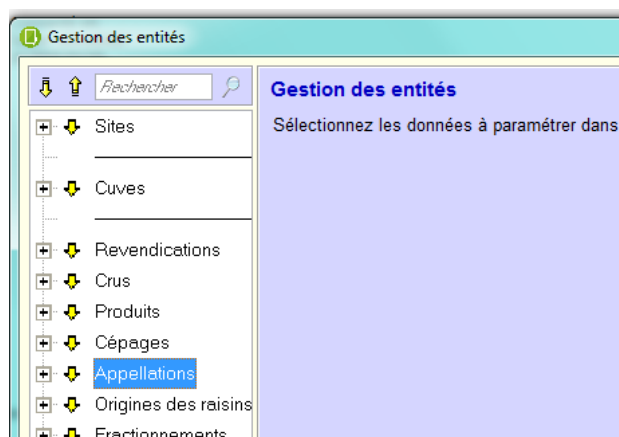 Gestion des entités
Rechercher
Gestion des entités
Sélectionnez les données à paramétrer dans
Sites
Cuves
Revendications
Crus
Produits
Cépages
Appellations
Origines des raisins
Fractionnements